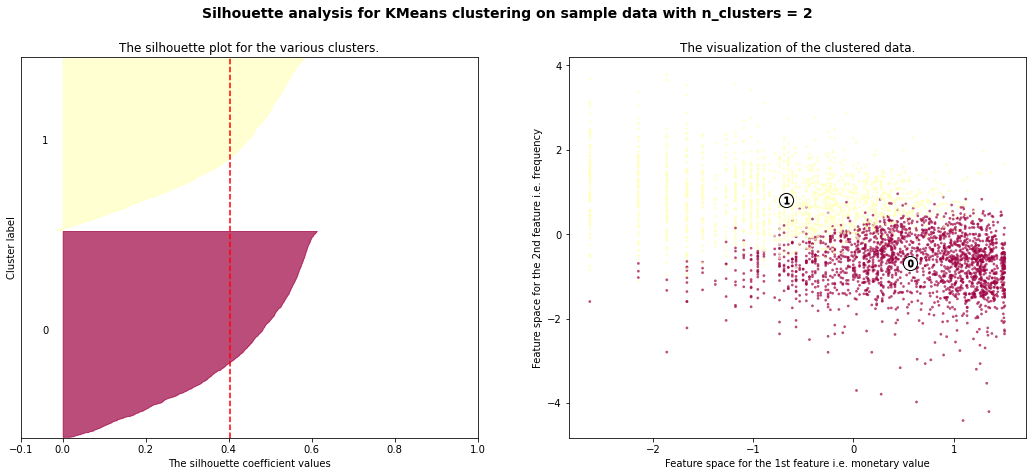 Silhouette analysis for KMeans clustering on sample data with n_clusters = 2
The silhouette plot for the various clusters.
Cluster label
1
0
−0.1 0.0 0.2 0.4 0.6 0.8 1.0
The silhouette coefficient values
The visualization of the clustered data.
Feature space for the 2nd feature i.e. frequency
4
2
0
−2
−4
1
0
−2 −1 0 1
Feature space for the 1st feature i.e. monetary value